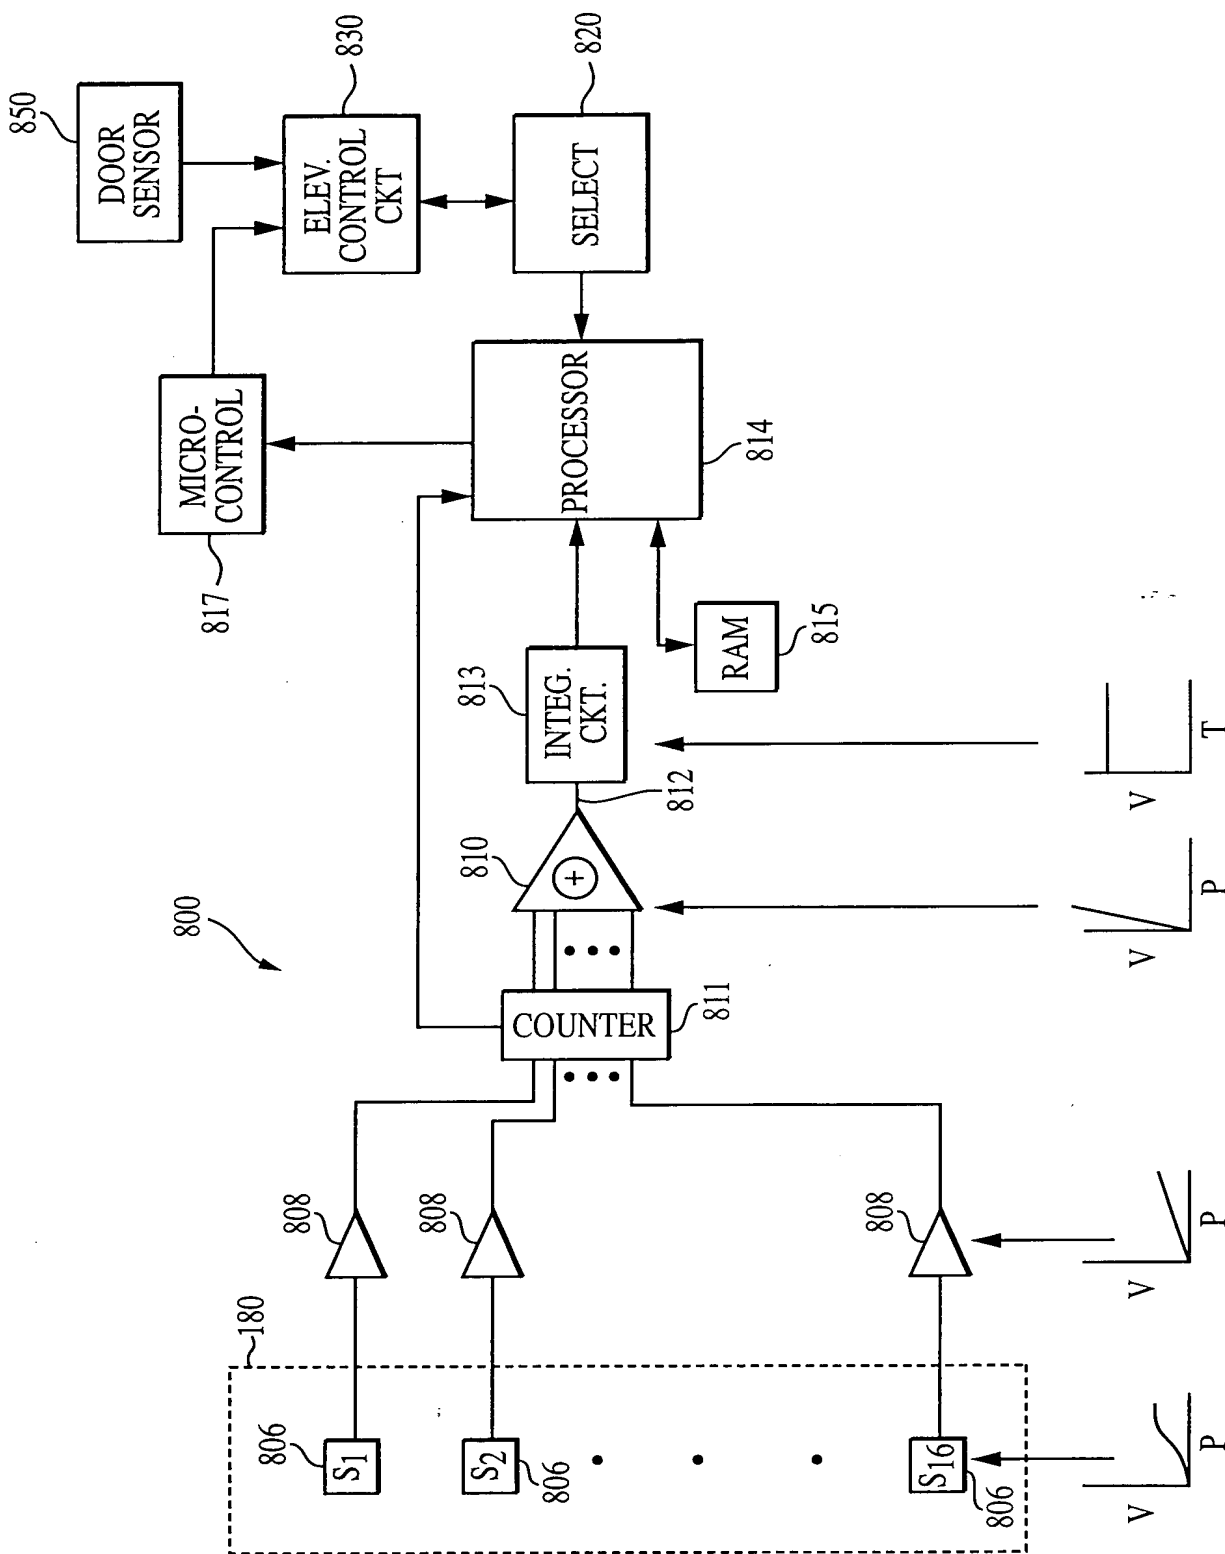 800
180
806
S1
806
S2
806
S16
808
808
808
COUNTER
811
810
+
812
INTEG.
CKT.
813
RAM
815
PROCESSOR
814
MICRO-
CONTROL
817
SELECT
820
ELEV.
CONTROL
CKT
830
DOOR
SENSOR
850
V
P
V
P
V
P
V
T